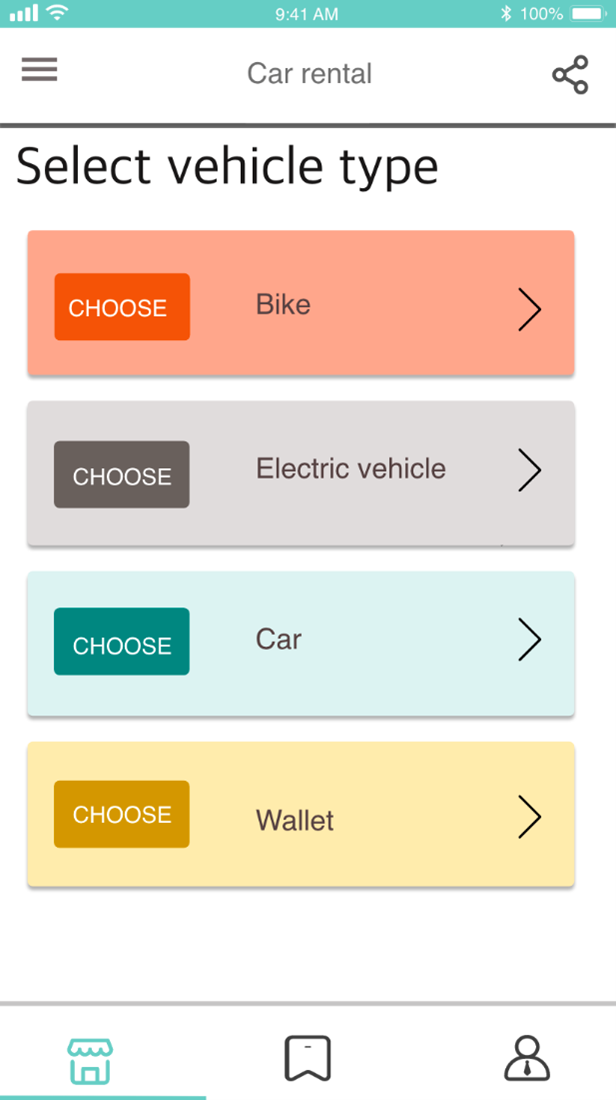 9:41 AM 100%
Car rental
Select vehicle type
CHOOSE Bike
CHOOSE Electric vehicle
CHOOSE Car
CHOOSE Wallet